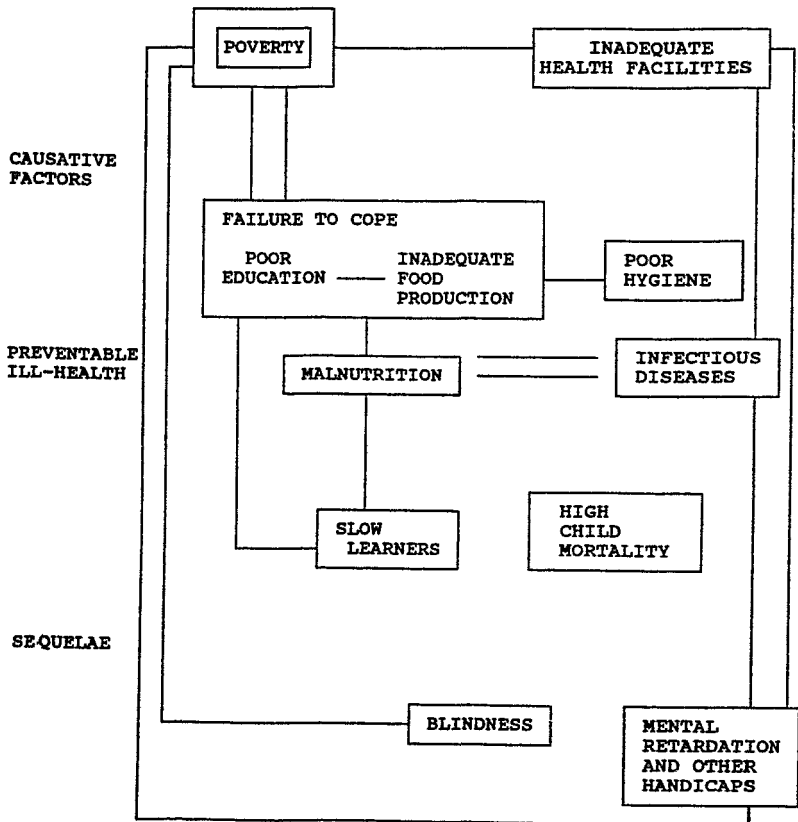 POVERTY
INADEQUATE
HEALTH FACILITIES
CAUSATIVE
FACTORS
FAILURE TO COPE
POOR
EDUCATION
INADEQUATE
FOOD
PRODUCTION
POOR
HYGIENE
PREVENTABLE
ILL-HEALTH
MALNUTRITION
INFECTIOUS
DISEASES
SLOW
LEARNERS
HIGH
CHILD
MORTALITY
SEQUELAE
BLINDNESS
MENTAL
RETARDATION
AND OTHER
HANDICAPS